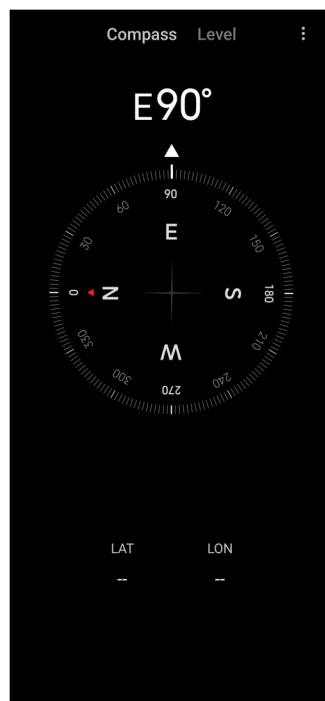 Compass Level
E90°
90
60 120
E
30 150
0 N S 180
330 210
W
300 240
270
LAT LON
-- --